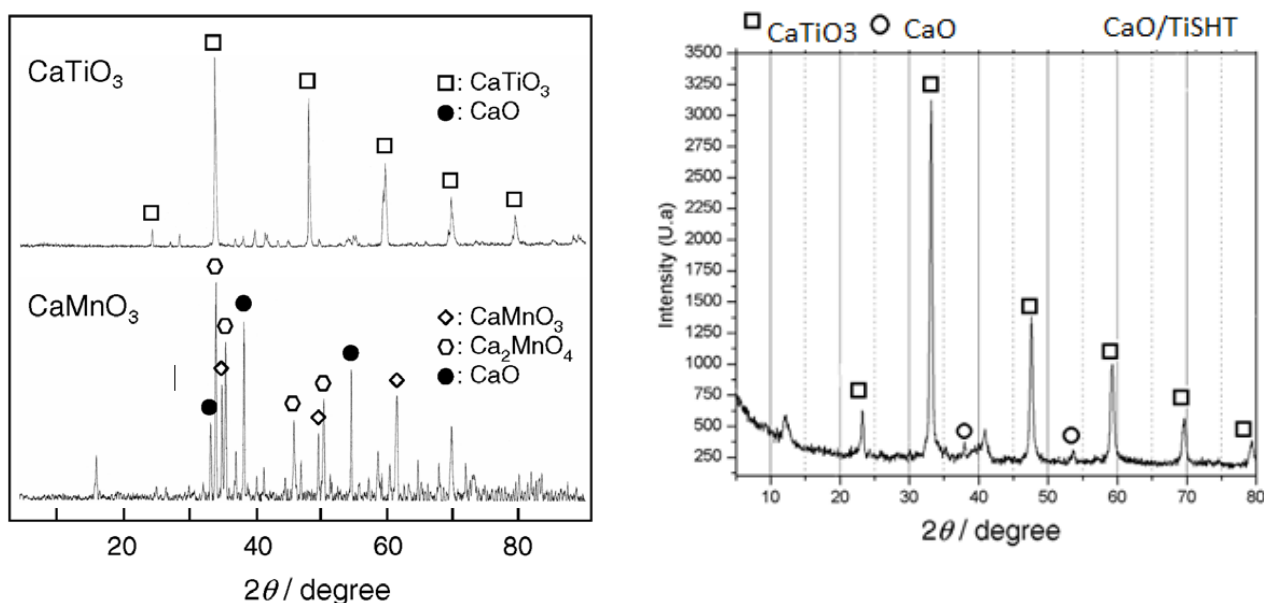 CaTiO₃
□: CaTiO₃
●: CaO
CaMnO₃
◇: CaMnO₃
⬡: Ca₂MnO₄
●: CaO
20 40 60 80
2θ / degree
□ CaTiO3 ○ CaO CaO/TiSHT
3500
3250
3000
2750
2500
2250
2000
1750
1500
1250
1000
750
500
250
Intensity (U.a)
10 20 30 40 50 60 70 80
2θ / degree